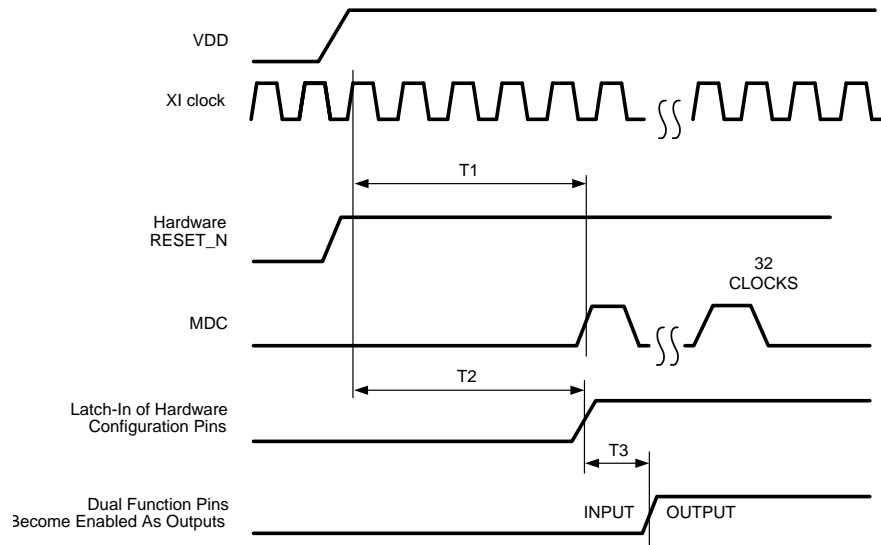 VDD
XI clock
T1
Hardware
RESET_N
32
CLOCKS
MDC
T2
Latch-In of Hardware
Configuration Pins
T3
Dual Function Pins
Become Enabled As Outputs
INPUT
OUTPUT